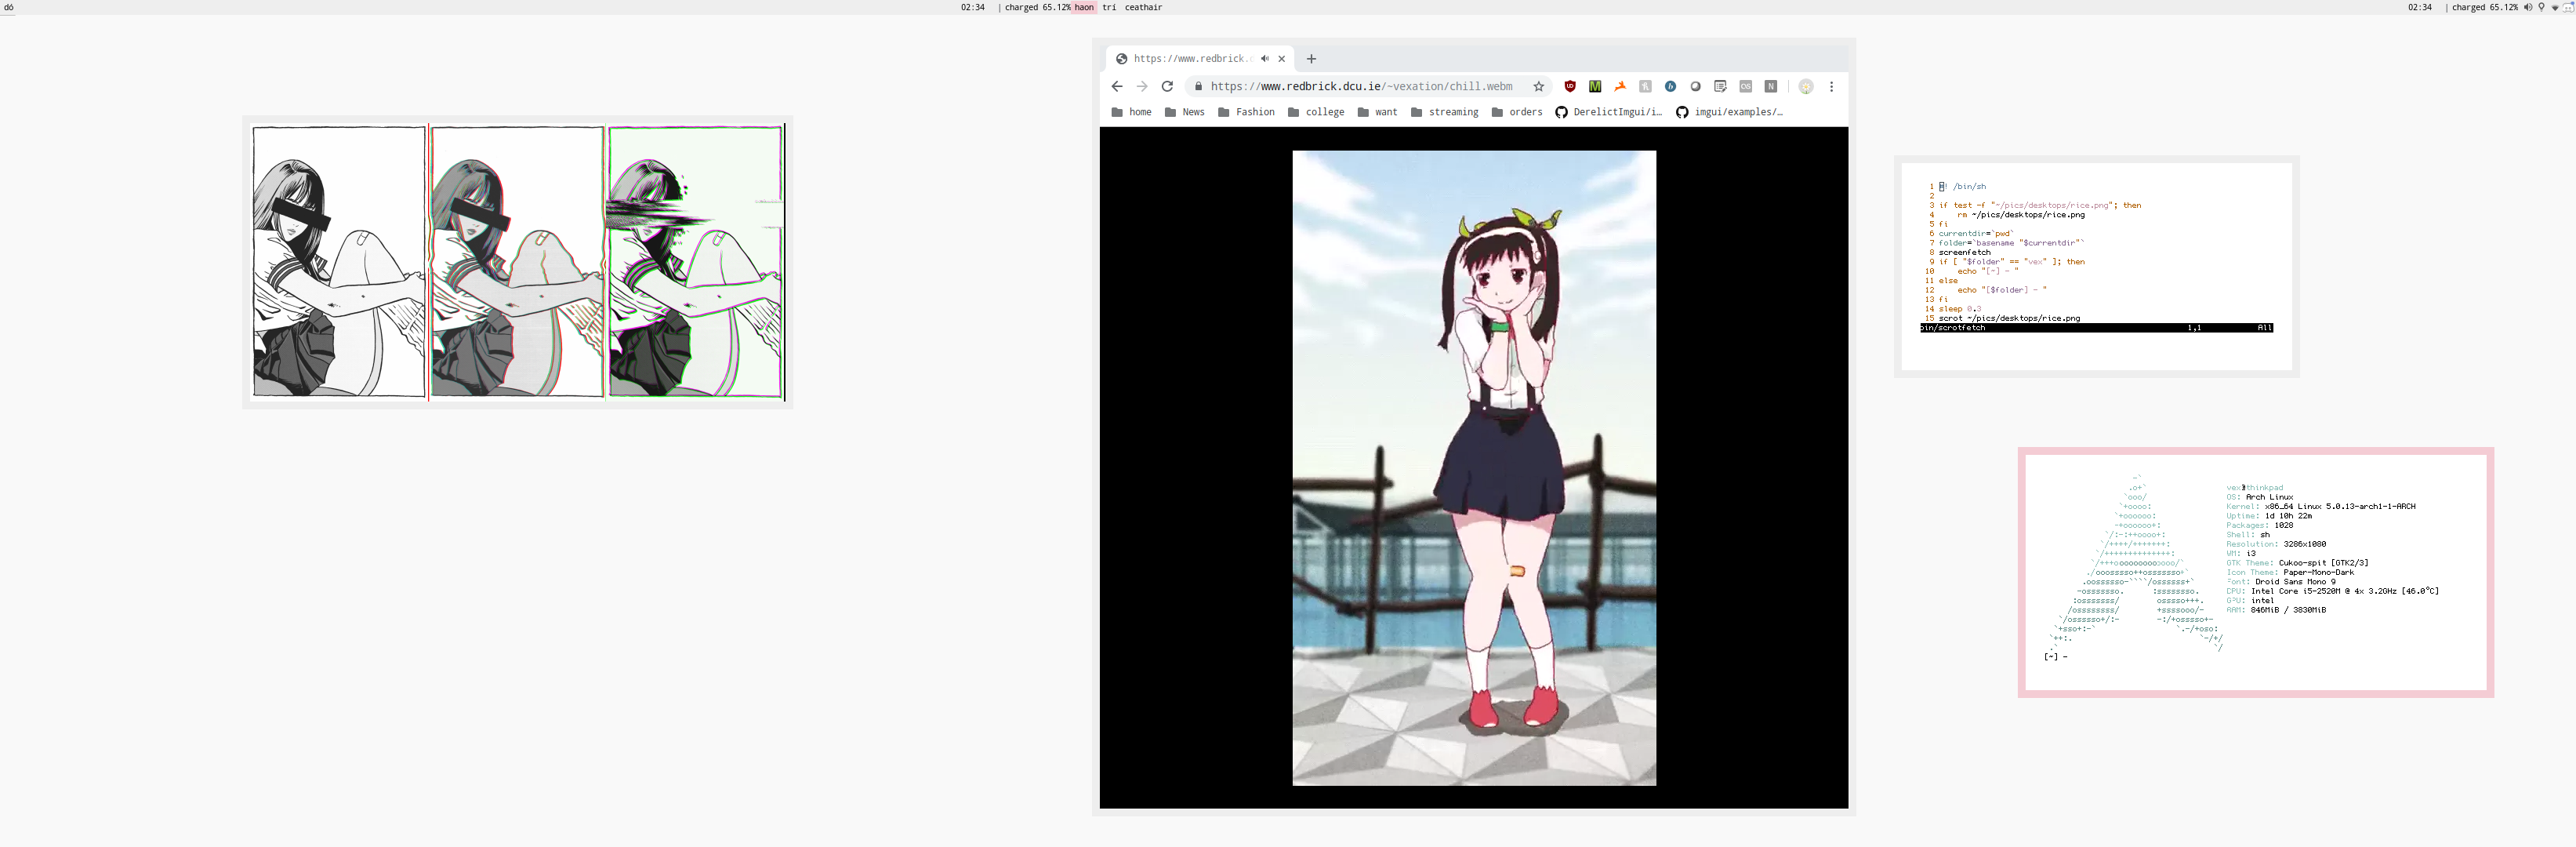 dó
02:34 | charged 65.12%
haon trí ceathair
02:34 | charged 65.12%
https://www.redbrick.d
https://www.redbrick.dcu.ie/~vexation/chill.webm
home News Fashion college want streaming orders DerelictImgui/i… imgui/examples/…
1 #! /bin/sh
2
3 if test -f "~/pics/desktops/rice.png"; then
4 rm ~/pics/desktops/rice.png
5 fi
6 currentdir=`pwd`
7 folder=`basename "$currentdir"`
8 screenfetch
9 if [ "$folder" == "vex" ]; then
10 echo "[~] - "
11 else
12 echo "[$folder] - "
13 fi
14 sleep 0.3
15 scrot ~/pics/desktops/rice.png
bin/scrotfetch 1,1 All
vex@thinkpad
OS: Arch Linux
Kernel: x86_64 Linux 5.0.13-arch1-1-ARCH
Uptime: 1d 10h 22m
Packages: 1028
Shell: sh
Resolution: 3286x1080
WM: i3
GTK Theme: Cukoo-spit [GTK2/3]
Icon Theme: Paper-Mono-Dark
Font: Droid Sans Mono 9
CPU: Intel Core i5-2520M @ 4x 3.2GHz [46.0°C]
GPU: intel
RAM: 846MiB / 3830MiB
[~] -